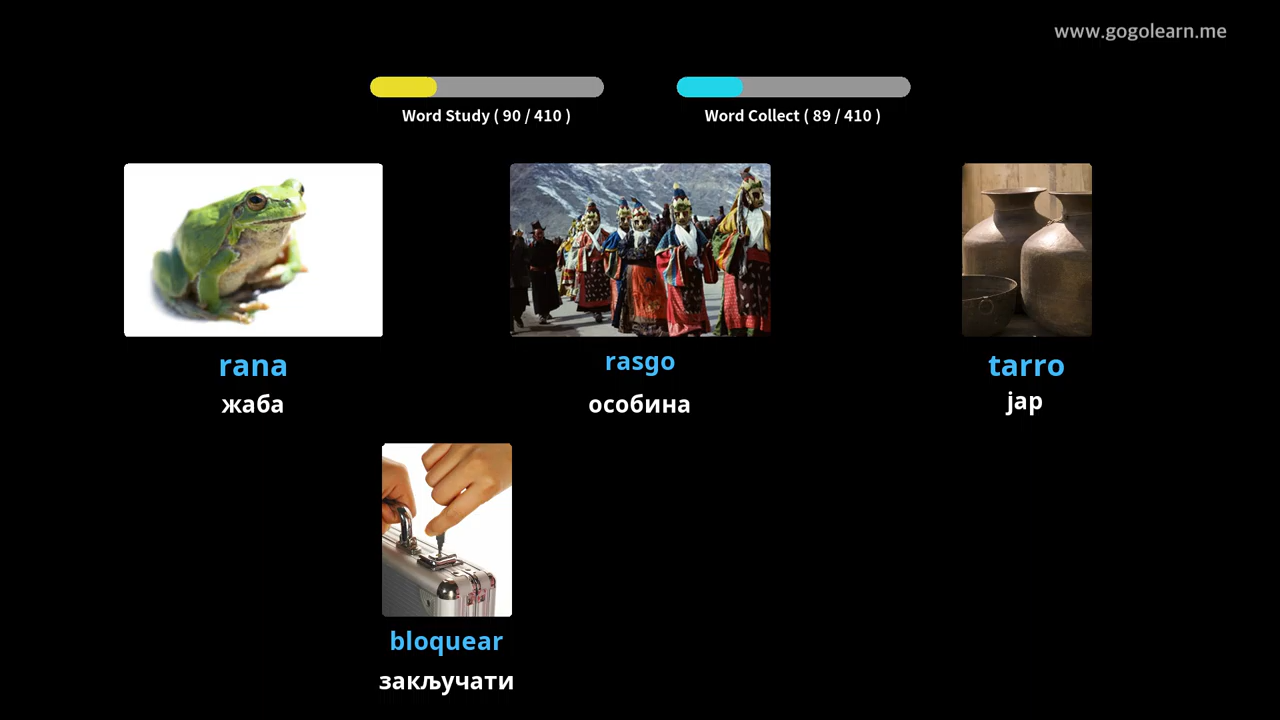 www.gogolearn.me
Word Study ( 90 / 410 )
Word Collect ( 89 / 410 )
rana
rasgo
tarro
жаба
особина
јар
bloquear
закључати